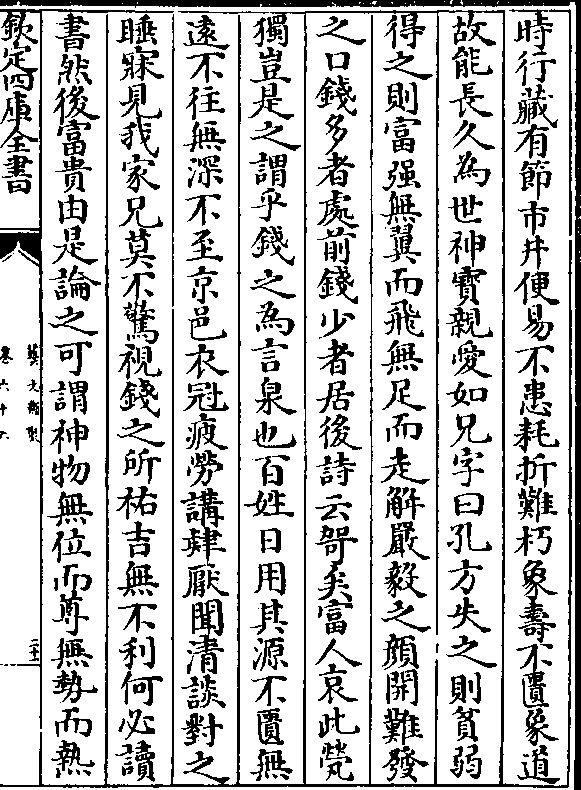 時行藏有節市井便易不患耗折難朽象壽不匱象道
故能長久為世神寶親愛如兄字曰孔方失之則貧弱
得之則富强無翼而飛無足而走解嚴毅之顔開難發
之口錢多者處前錢少者居後詩云哿矣富人哀此煢
獨豈是之謂乎錢之為言泉也百姓日用其源不匱無
逺不往無深不至京邑衣冠疲勞講肄厭聞清談對之
睡寐見我家兄莫不驚視錢之所祐吉無不利何必讀
書然後富貴由是論之可謂神物無位而尊無勢而熱
欽定四庫全書
藝文類聚
卷六十六